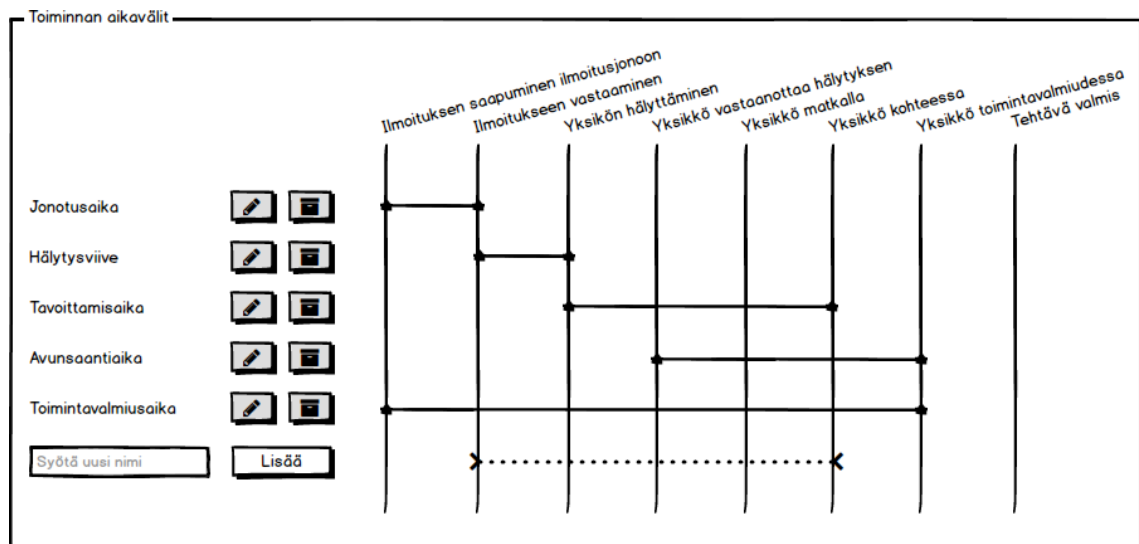 Toiminnan aikavälit
Ilmoituksen saapuminen ilmoitusjonoon
Ilmoitukseen vastaaminen
Yksikön hälyttäminen
Yksikkö vastaanottaa hälytyksen
Yksikkö matkalla
Yksikkö kohteessa
Yksikkö toimintavalmiudessa
Tehtävä valmis
Jonotusaika
Hälytysviive
Tavoittamisaika
Avunsaantiaika
Toimintavalmiusaika
Syötä uusi nimi
Lisää